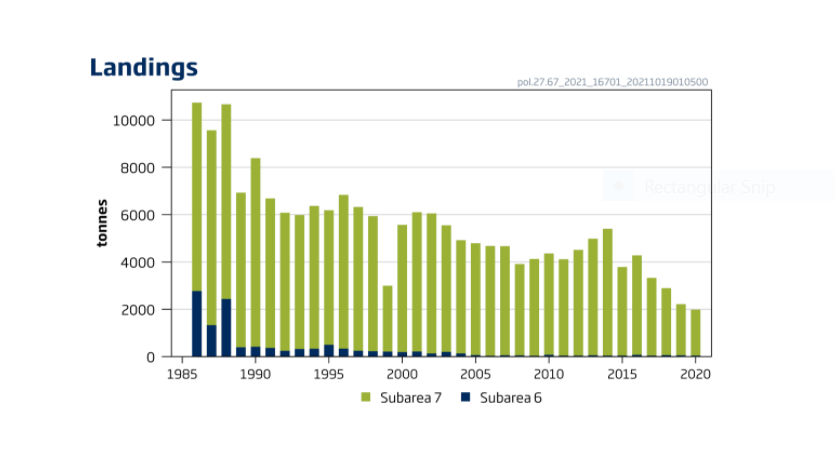 Landings
pol.27.67_2021_16701_20211019010500
tonnes
10000
8000
6000
4000
2000
0
1985 1990 1995 2000 2005 2010 2015 2020
Subarea 7 Subarea 6
Rectangular Snip